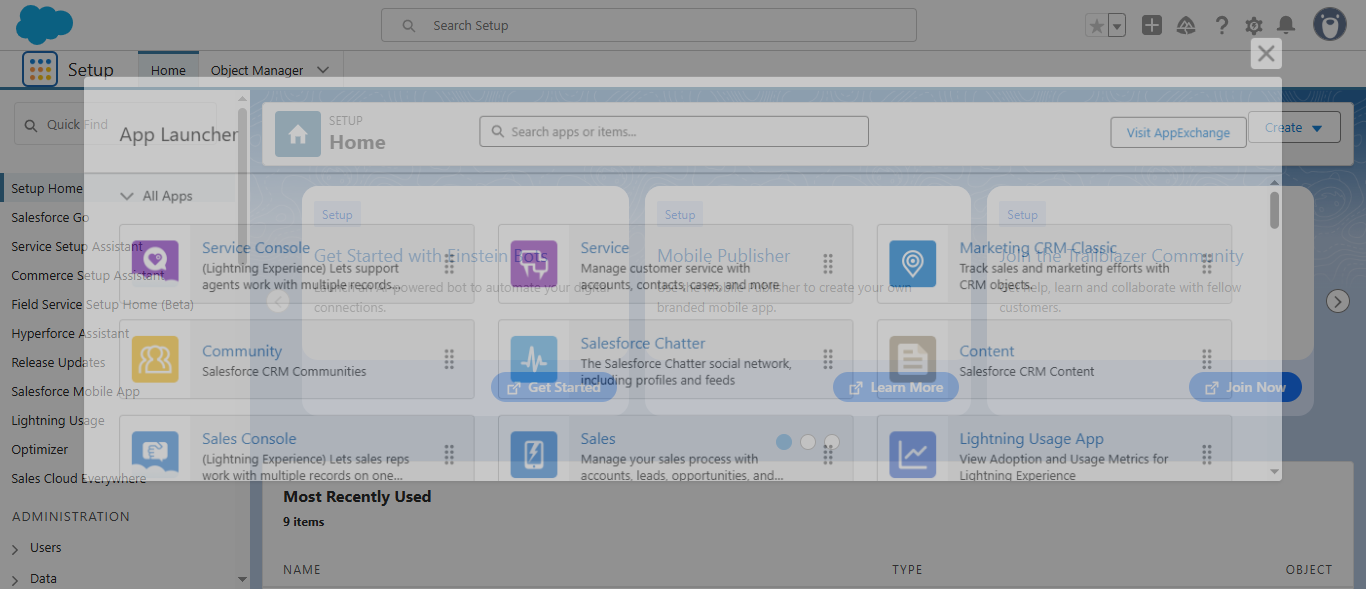 Search Setup
Setup
Home
Object Manager
Quick Find
App Launcher
SETUP
Home
Search apps or items...
Visit AppExchange
Create
Setup Home
Salesforce Go
Service Setup Assistant
Commerce Setup Assistant
Field Service Setup Home (Beta)
Hyperforce Assistant
Release Updates
Salesforce Mobile App
Lightning Usage
Optimizer
Sales Cloud Everywhere
ADMINISTRATION
Users
Data
All Apps
Service Console
(Lightning Experience) Lets support
agents work with multiple records...
Service
Manage customer service with
accounts, contacts, cases, and more
Marketing CRM Classic
Track sales and marketing efforts with
CRM objects.
Community
Salesforce CRM Communities
Salesforce Chatter
The Salesforce Chatter social network,
including profiles and feeds
Content
Salesforce CRM Content
Sales Console
(Lightning Experience) Lets sales reps
work with multiple records on one...
Sales
Manage your sales process with
accounts, leads, opportunities, and...
Lightning Usage App
View Adoption and Usage Metrics for
Lightning Experience
Setup
Get Started with Einstein Bots
powered bot to automate your digital
connections.
Get Started
Setup
Mobile Publisher
Use the Mobile Publisher to create your own
branded mobile app.
Learn More
Setup
Join the Trailblazer Community
Get help, learn and collaborate with fellow
customers.
Join Now
Most Recently Used
9 items
NAME
TYPE
OBJECT